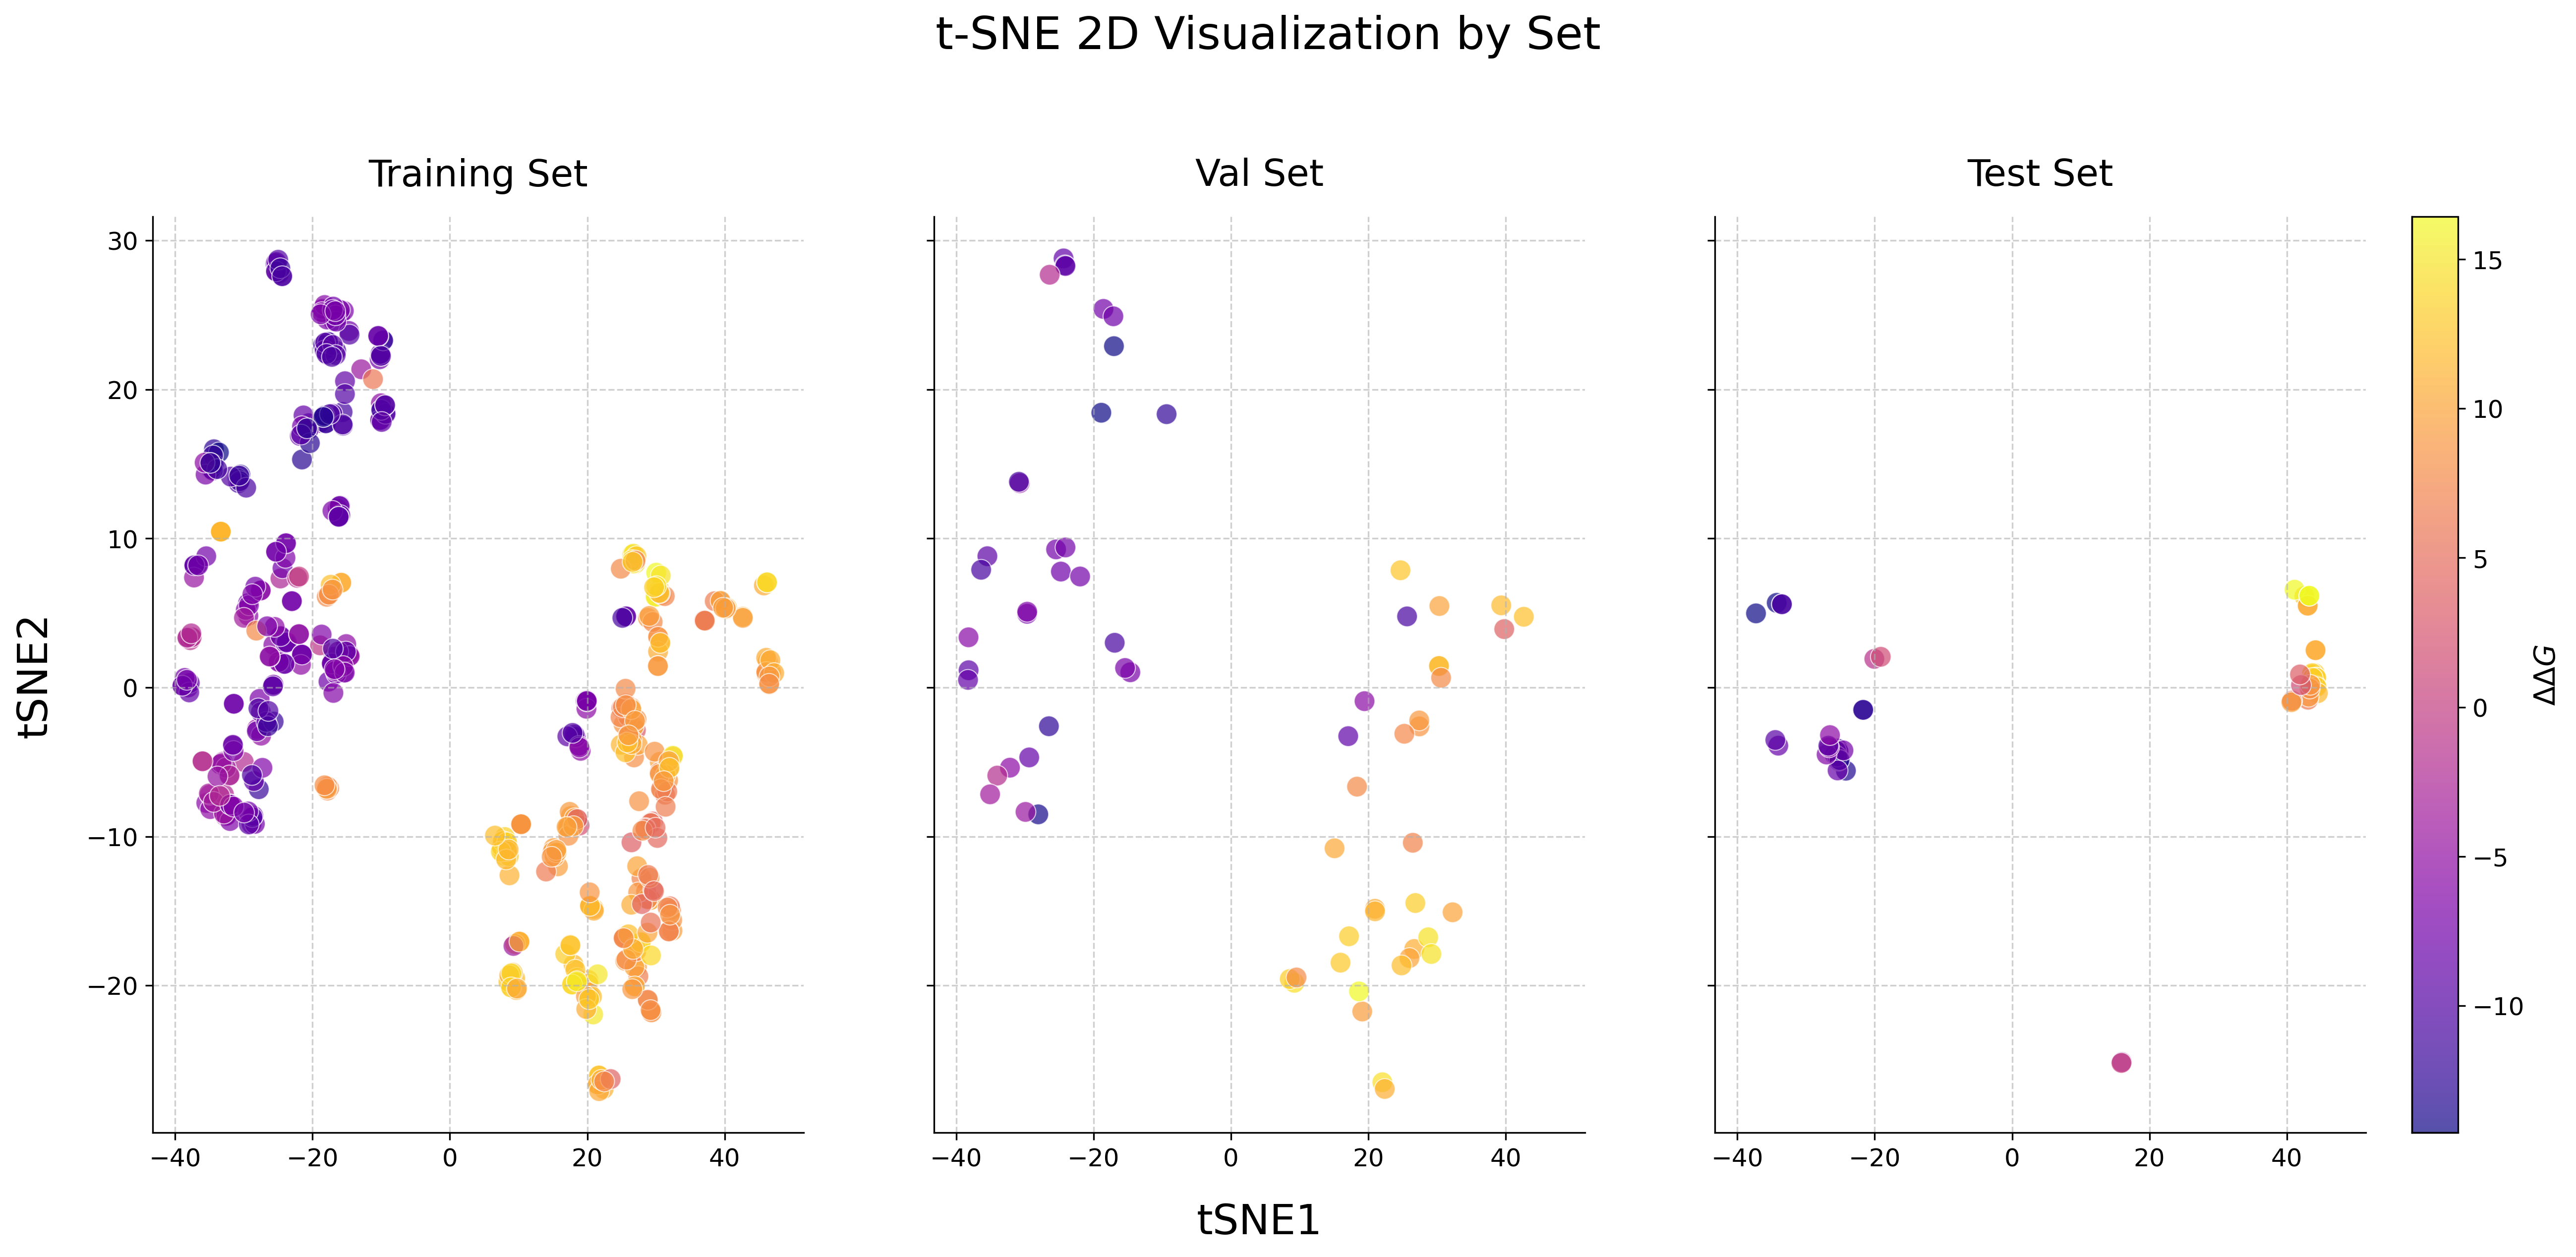 t-SNE 2D Visualization by Set
Training Set
Val Set
Test Set
30
20
10
0
−10
−20
tSNE2
−40 −20 0 20 40
−40 −20 0 20 40
−40 −20 0 20 40
tSNE1
15
10
5
0
−5
−10
ΔΔG